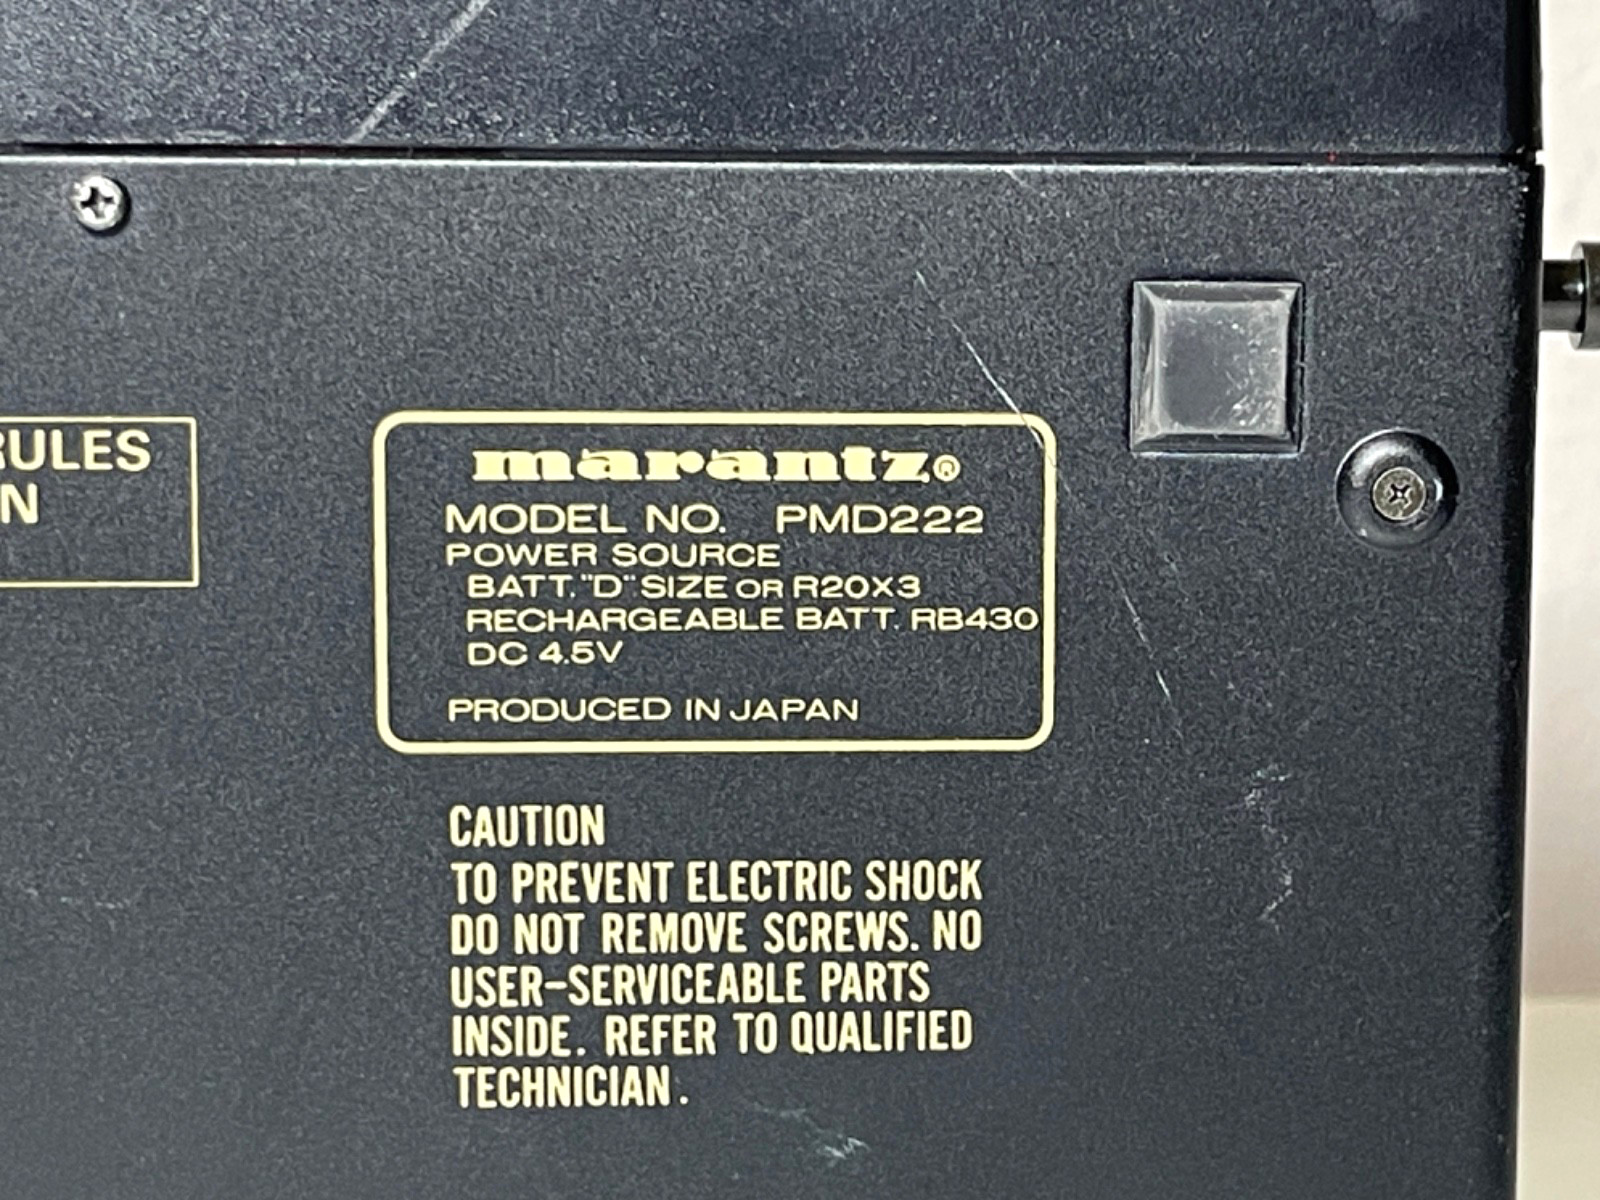 RULES
N
marantz®
MODEL NO. PMD222
POWER SOURCE
BATT. "D" SIZE OR R20X3
RECHARGEABLE BATT. RB430
DC 4.5V
PRODUCED IN JAPAN
CAUTION
TO PREVENT ELECTRIC SHOCK
DO NOT REMOVE SCREWS. NO
USER-SERVICEABLE PARTS
INSIDE. REFER TO QUALIFIED
TECHNICIAN.